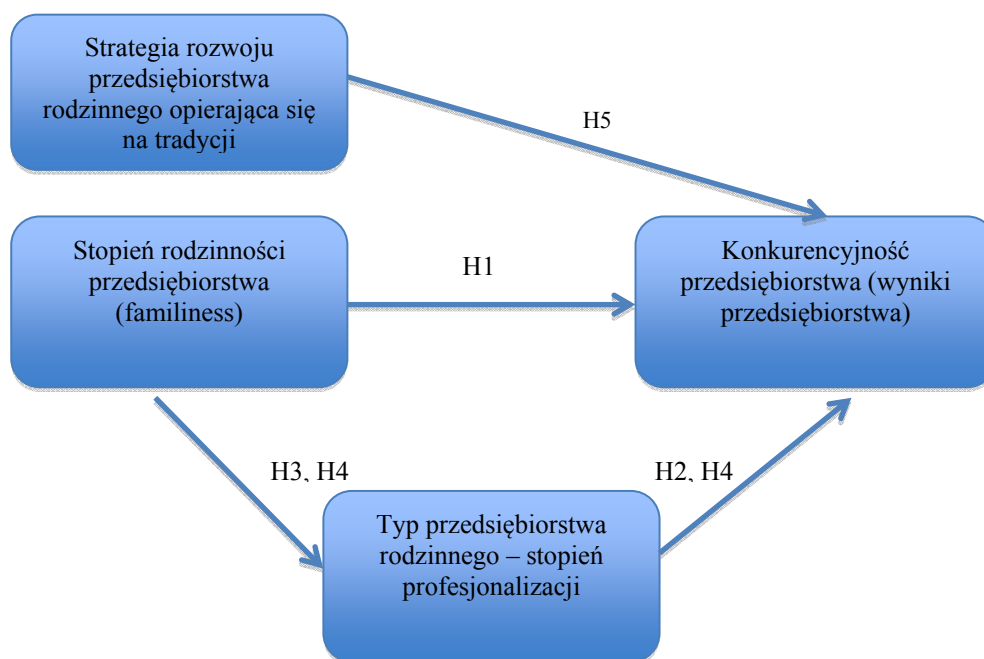 Strategia rozwoju
przedsiębiorstwa
rodzinnego opierająca się
na tradycji
H5
Stopień rodzinności
przedsiębiorstwa
(familiness)
H1
Konkurencyjność
przedsiębiorstwa (wyniki
przedsiębiorstwa)
H3, H4
H2, H4
Typ przedsiębiorstwa
rodzinnego – stopień
profesjonalizacji